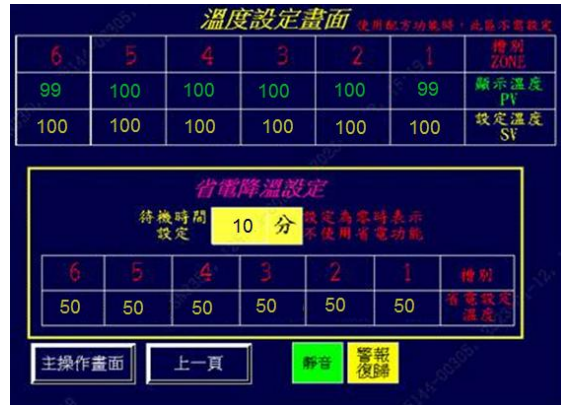 溫度設定畫面 使用配方功能時，此區不需設定
6 5 4 3 2 1 槽別 ZONE
99 100 100 100 100 99 顯示溫度 PV
100 100 100 100 100 100 設定溫度 SV
省電降溫設定
待機時間設定 10 分 設定為零時表示不使用省電功能
6 5 4 3 2 1 槽別
50 50 50 50 50 50 省電設定溫度
主操作畫面 上一頁 靜音 警報復歸